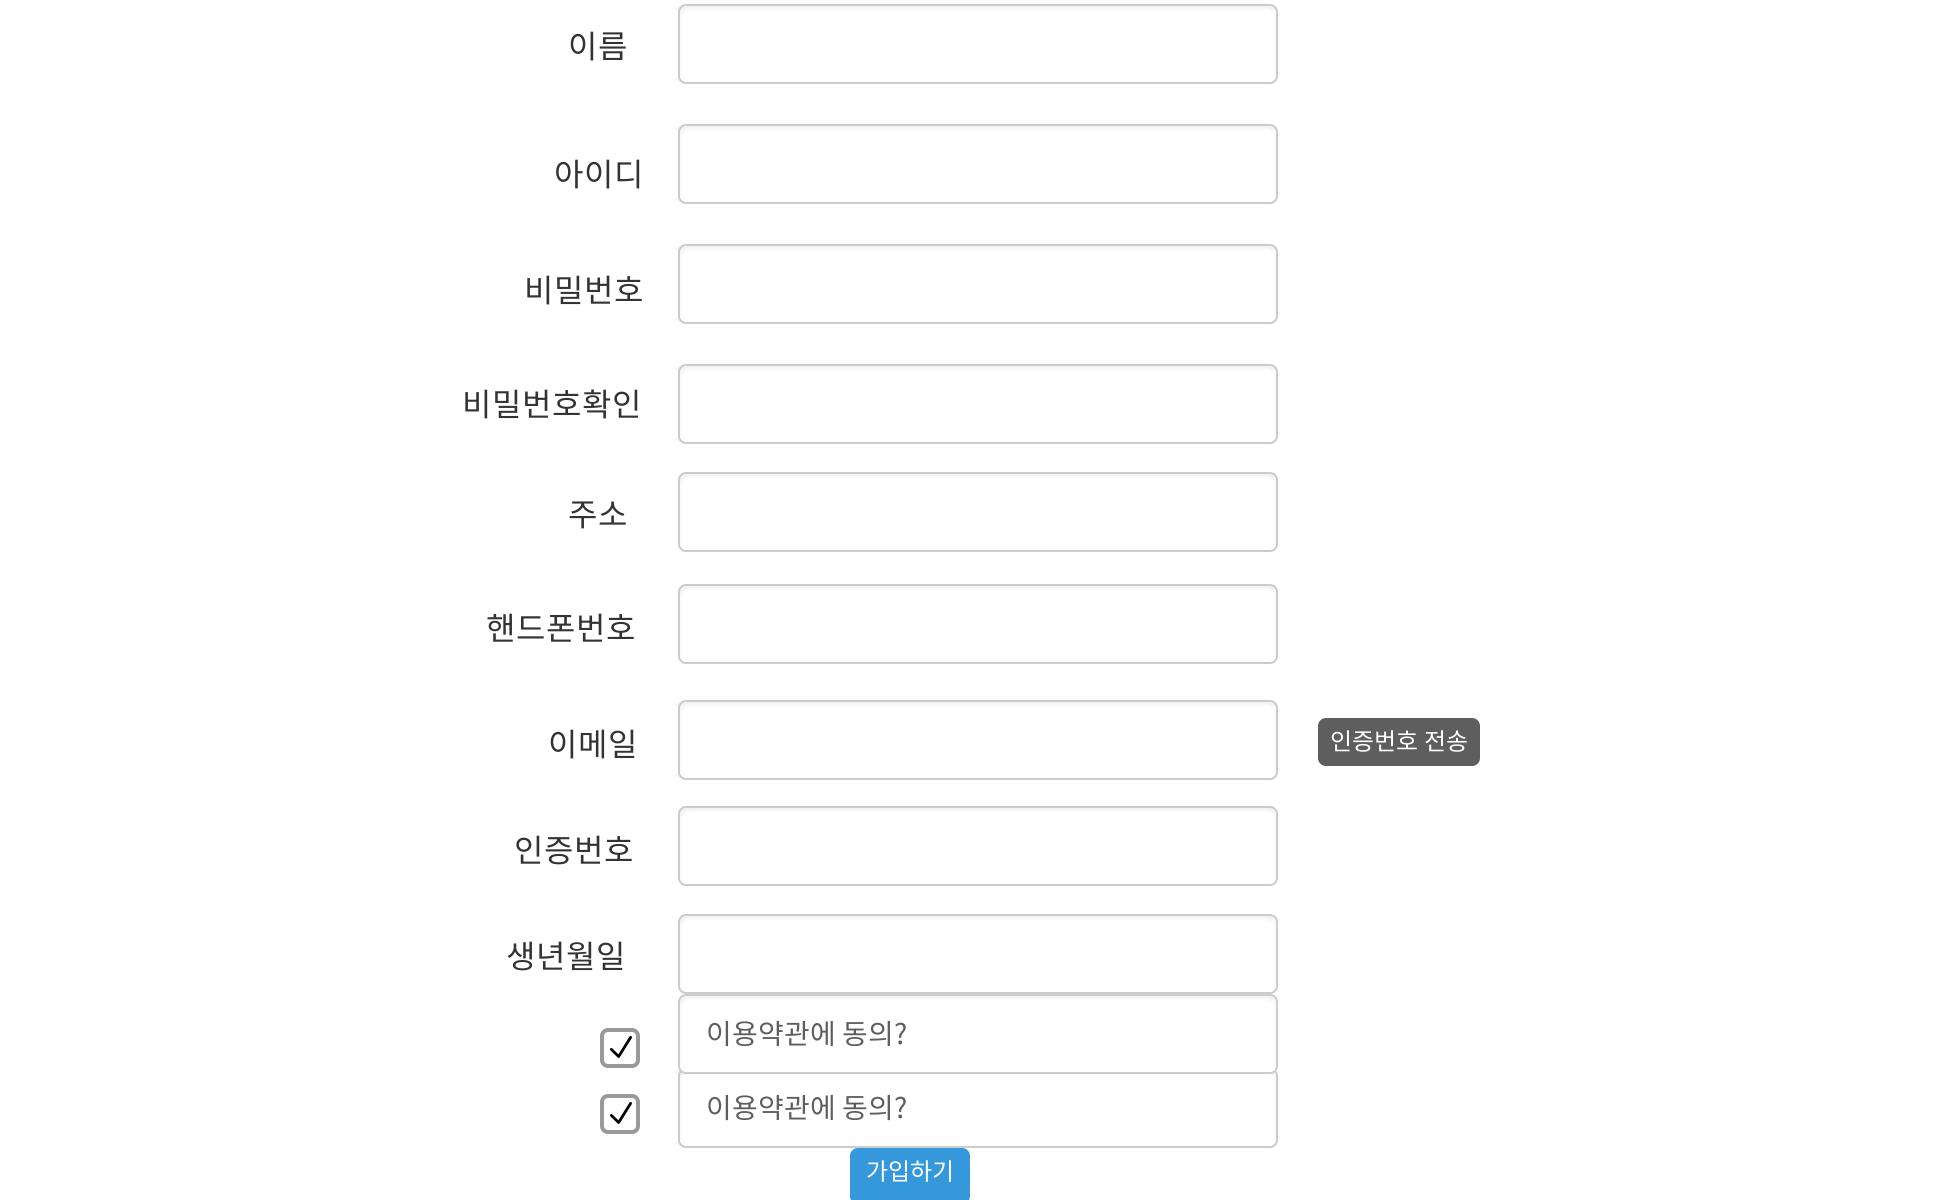 이름
아이디
비밀번호
비밀번호확인
주소
핸드폰번호
이메일
인증번호 전송
인증번호
생년월일
이용약관에 동의?
이용약관에 동의?
가입하기